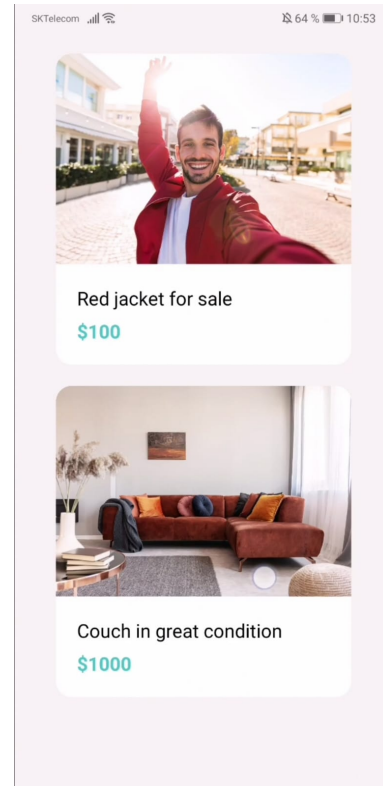 SKTelecom 64 % 10:53
Red jacket for sale
$100
Couch in great condition
$1000